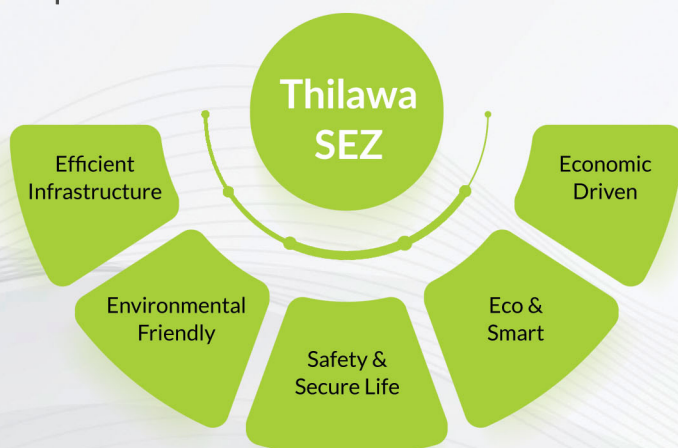 Thilawa
SEZ
Efficient
Infrastructure
Environmental
Friendly
Safety &
Secure Life
Eco &
Smart
Economic
Driven